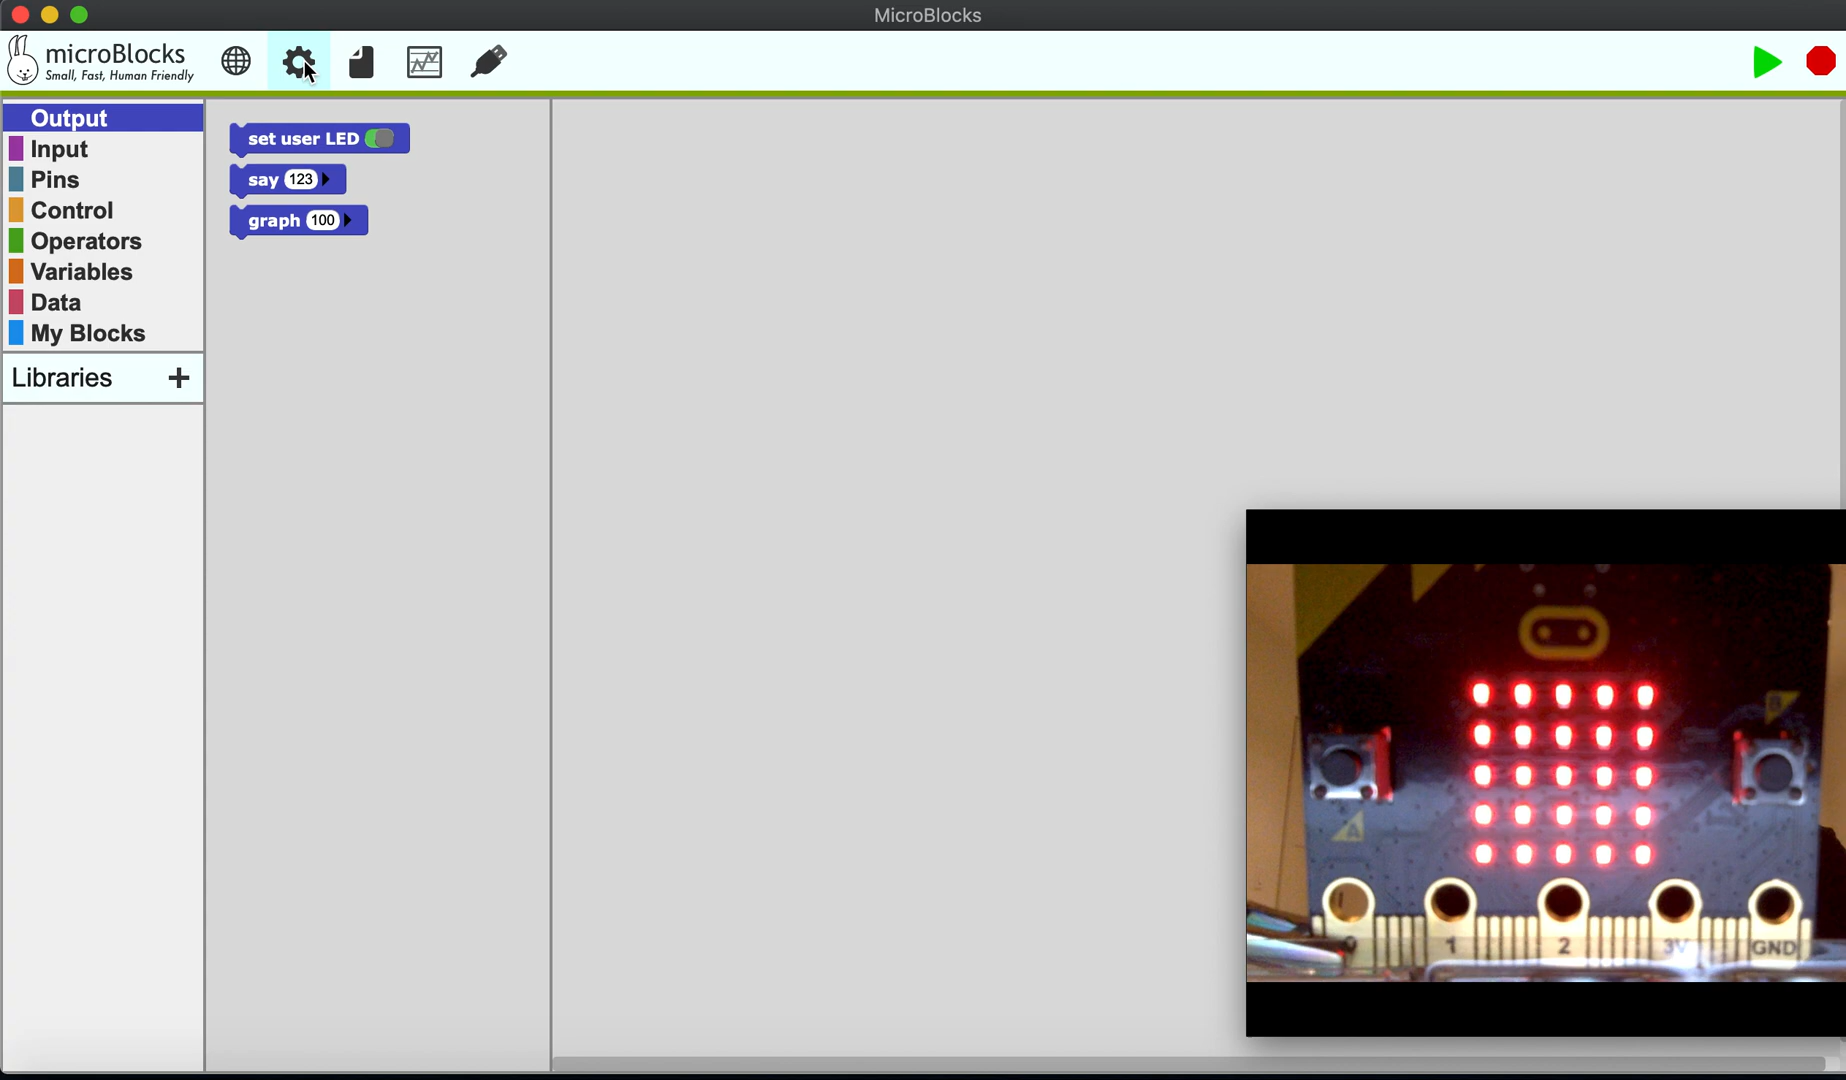 MicroBlocks
microBlocks
Small, Fast, Human Friendly
Output
Input
Pins
Control
Operators
Variables
Data
My Blocks
Libraries +
set user LED
say 123
graph 100
B
A
0 1 2 3V GND